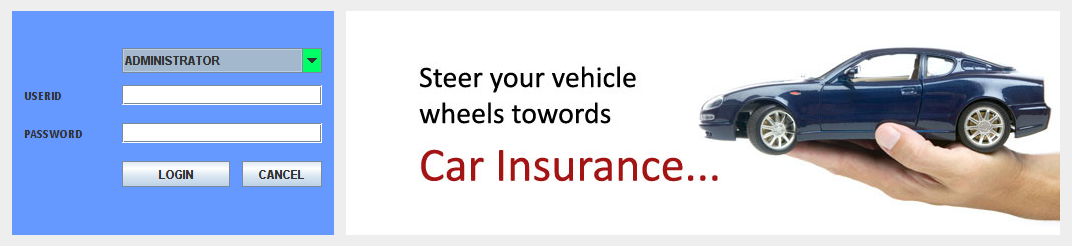 ADMINISTRATOR
USERID
PASSWORD
LOGIN CANCEL
Steer your vehicle
wheels towords
Car Insurance...